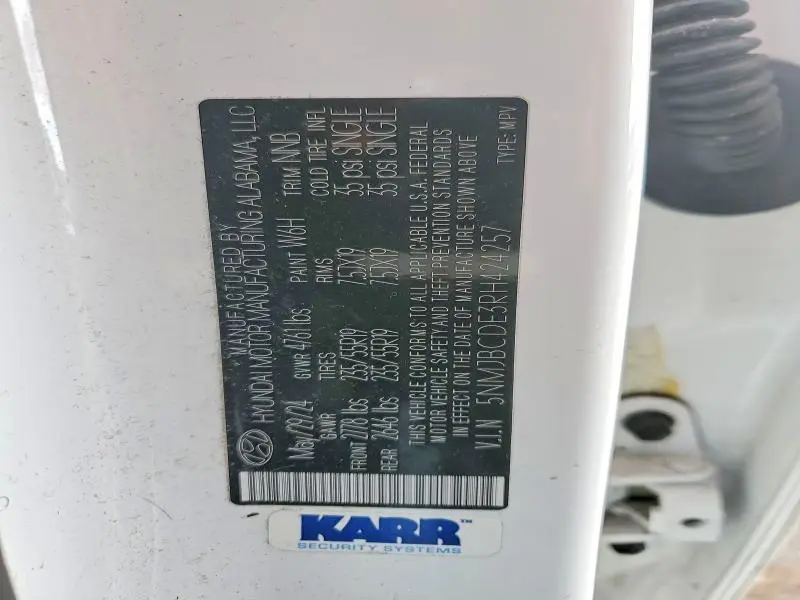 MANUFACTURED BY
HYUNDAI MOTOR MANUFACTURING ALABAMA, LLC
May/29/24 GVWR 4761 lbs. PAINT W6H TRIM NNB
GAWR TIRES RIMS COLD TIRE INFL
FRONT 2778 lbs 235/55R19 7.5JX19 35 psi SINGLE
REAR 2646 lbs 235/55R19 7.5JX19 35 psi SINGLE
THIS VEHICLE CONFORMS TO ALL APPLICABLE U.S.A. FEDERAL
MOTOR VEHICLE SAFETY AND THEFT PREVENTION STANDARDS
IN EFFECT ON THE DATE OF MANUFACTURE SHOWN ABOVE
V.I.N 5NMJBCDE3RH424257 TYPE: MPV
KARR™
SECURITY SYSTEMS